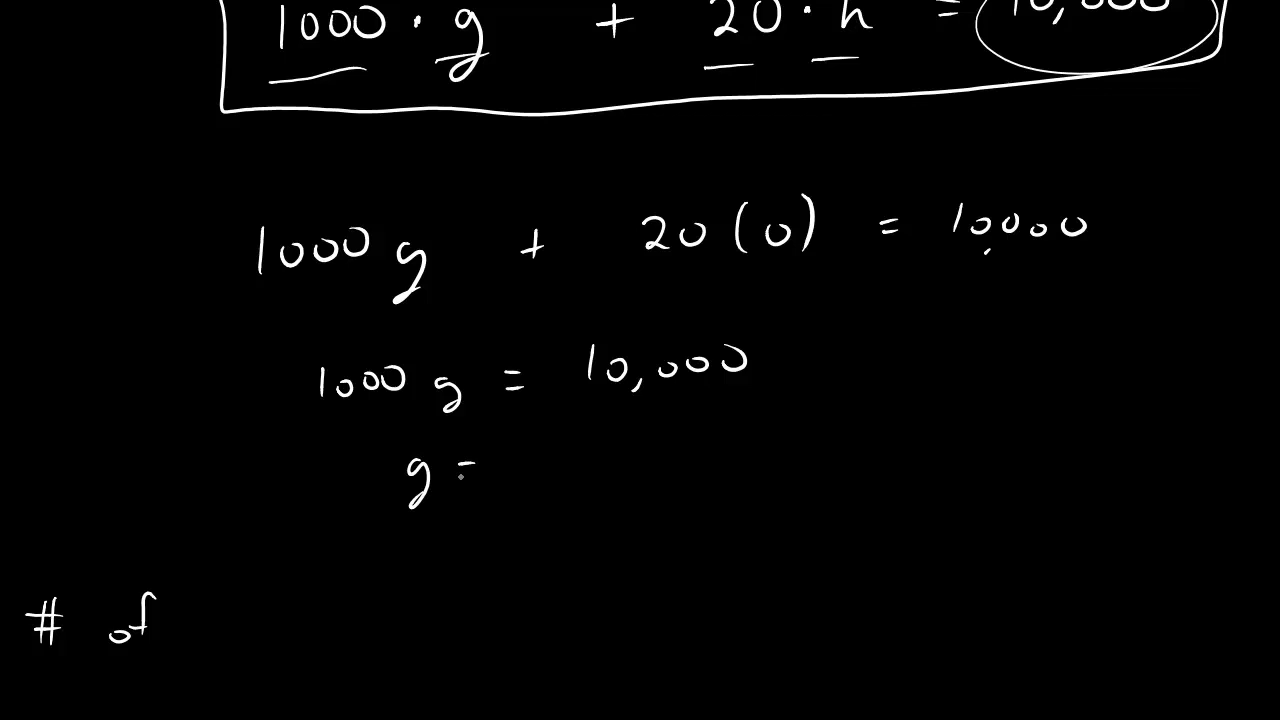 1000 · g + 20 · h = 10,000
1000 g + 20 (0) = 10,000
1000 g = 10,000
g =
# of